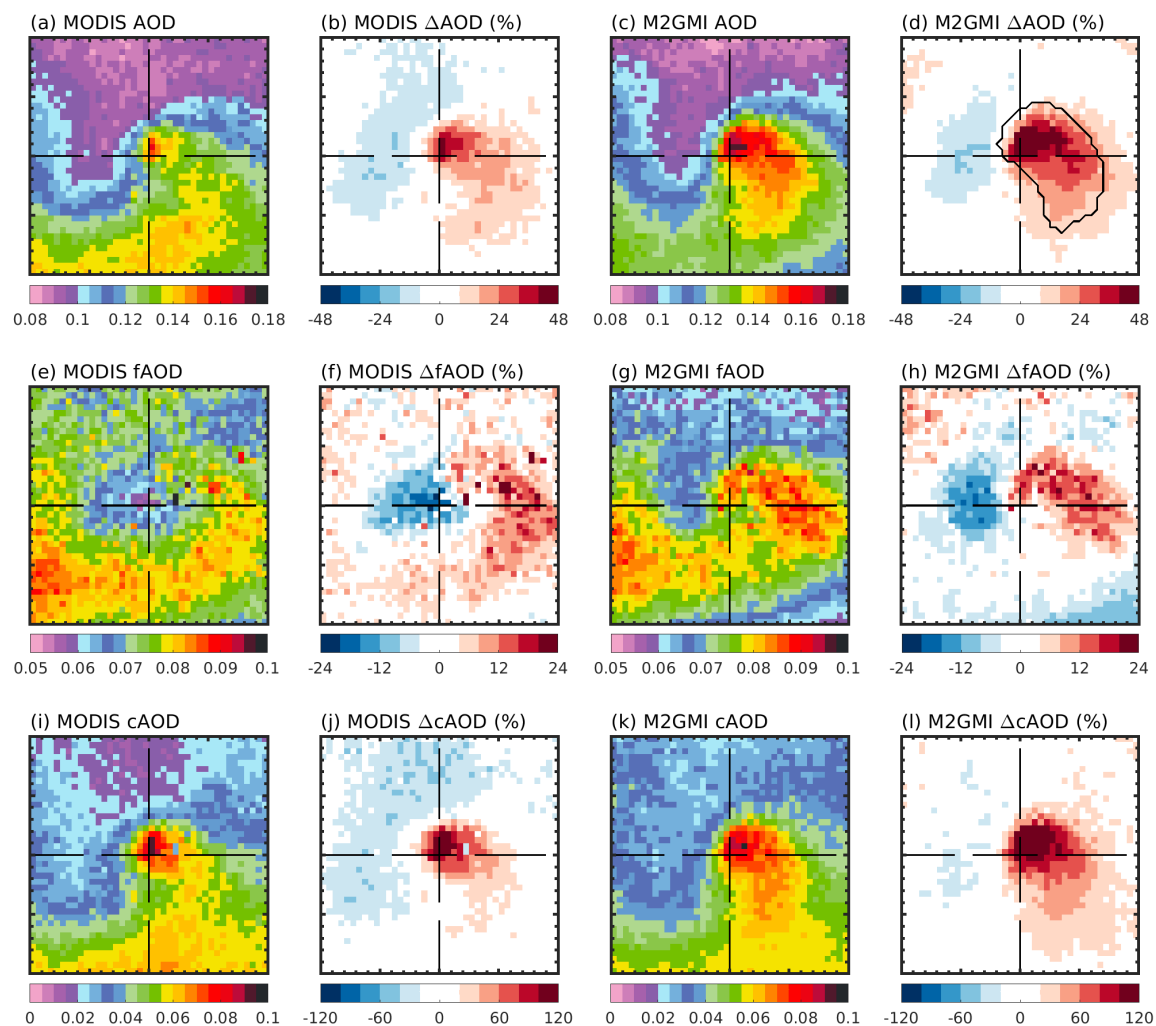 (a) MODIS AOD
(b) MODIS ΔAOD (%)
(c) M2GMI AOD
(d) M2GMI ΔAOD (%)
0.08 0.1 0.12 0.14 0.16 0.18
-48 -24 0 24 48
0.08 0.1 0.12 0.14 0.16 0.18
-48 -24 0 24 48
(e) MODIS fAOD
(f) MODIS ΔfAOD (%)
(g) M2GMI fAOD
(h) M2GMI ΔfAOD (%)
0.05 0.06 0.07 0.08 0.09 0.1
-24 -12 0 12 24
0.05 0.06 0.07 0.08 0.09 0.1
-24 -12 0 12 24
(i) MODIS cAOD
(j) MODIS ΔcAOD (%)
(k) M2GMI cAOD
(l) M2GMI ΔcAOD (%)
0 0.02 0.04 0.06 0.08 0.1
-120 -60 0 60 120
0 0.02 0.04 0.06 0.08 0.1
-120 -60 0 60 120